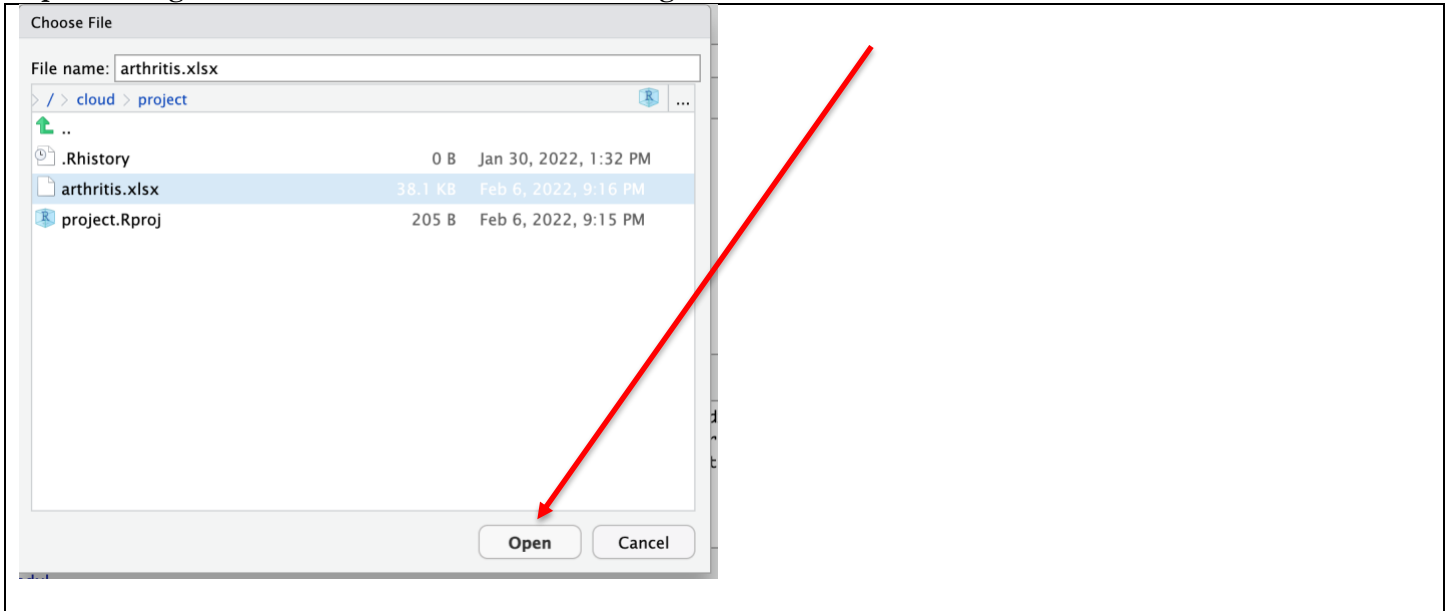 Choose File
File name: arthritis.xlsx
/ > cloud > project ...
..
.Rhistory 0 B Jan 30, 2022, 1:32 PM
arthritis.xlsx 38.1 KB Feb 6, 2022, 9:16 PM
project.Rproj 205 B Feb 6, 2022, 9:15 PM
Open Cancel